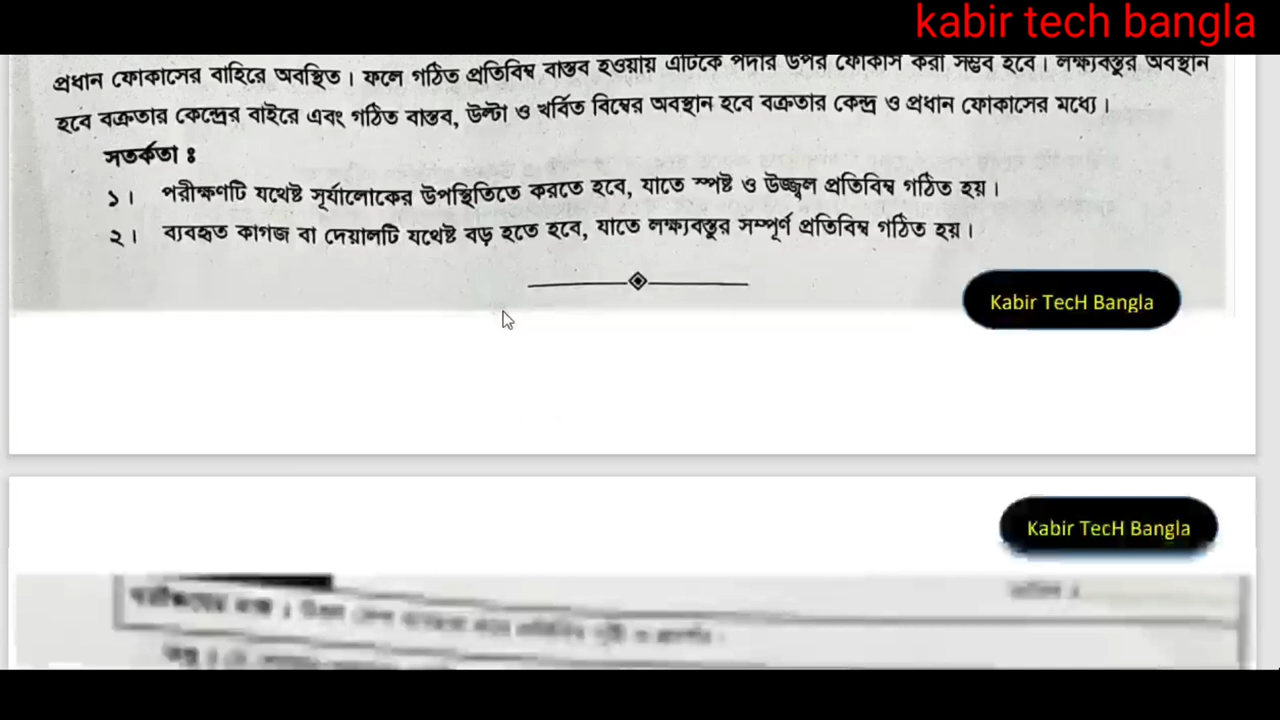 kabir tech bangla
প্রধান ফোকাসের বাহিরে অবস্থিত। ফলে গঠিত প্রতিবিম্ব বাস্তব হওয়ায় এটিকে পর্দার উপর ফোকাস করা সম্ভব হবে। লক্ষ্যবস্তুর অবস্থান
হবে বক্রতার কেন্দ্রের বাইরে এবং গঠিত বাস্তব, উল্টা ও খর্বিত বিম্বের অবস্থান হবে বক্রতার কেন্দ্র ও প্রধান ফোকাসের মধ্যে।
সতর্কতা ঃ
১। পরীক্ষণটি যথেষ্ট সূর্যালোকের উপস্থিতিতে করতে হবে, যাতে স্পষ্ট ও উজ্জ্বল প্রতিবিম্ব গঠিত হয়।
২। ব্যবহৃত কাগজ বা দেয়ালটি যথেষ্ট বড় হতে হবে, যাতে লক্ষ্যবস্তুর সম্পূর্ণ প্রতিবিম্ব গঠিত হয়।
Kabir TecH Bangla
Kabir TecH Bangla